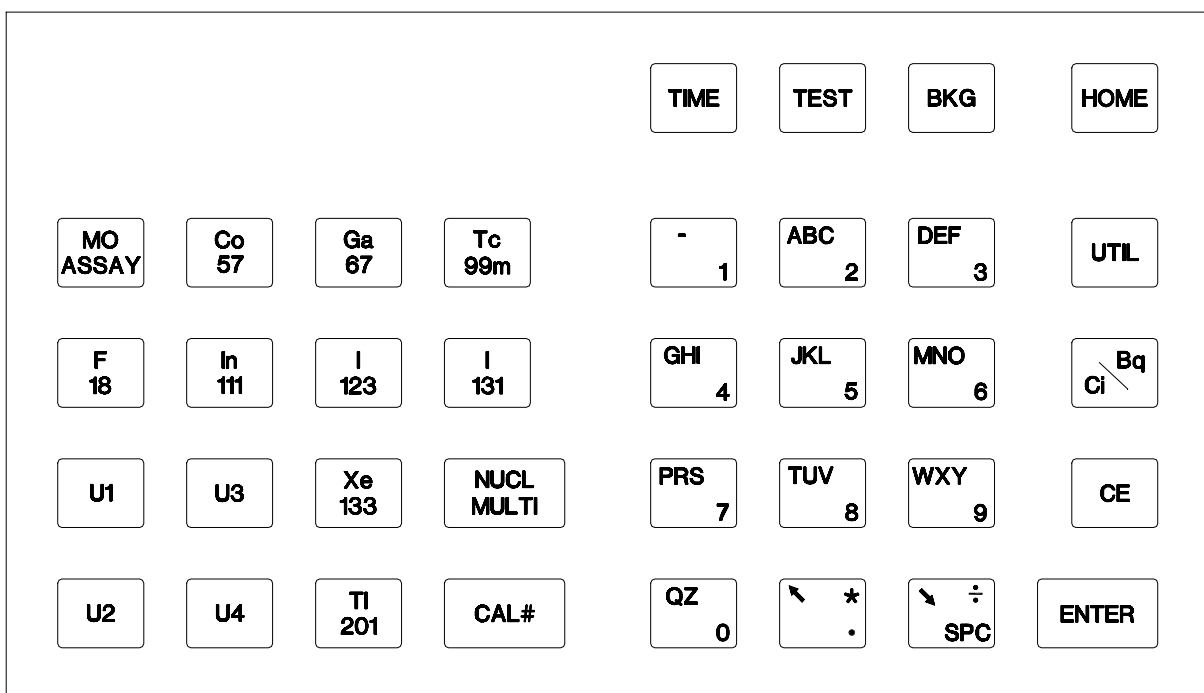 TIME TEST BKG HOME
MO Co Ga Tc - ABC DEF UTIL
ASSAY 57 67 99m 1 2 3
F In I I GHI JKL MNO Bq
18 111 123 131 4 5 6 Ci
U1 U3 Xe NUCL PRS TUV WXY CE
133 MULTI 7 8 9
U2 U4 Tl CAL# QZ * ÷ ENTER
201 0 . SPC